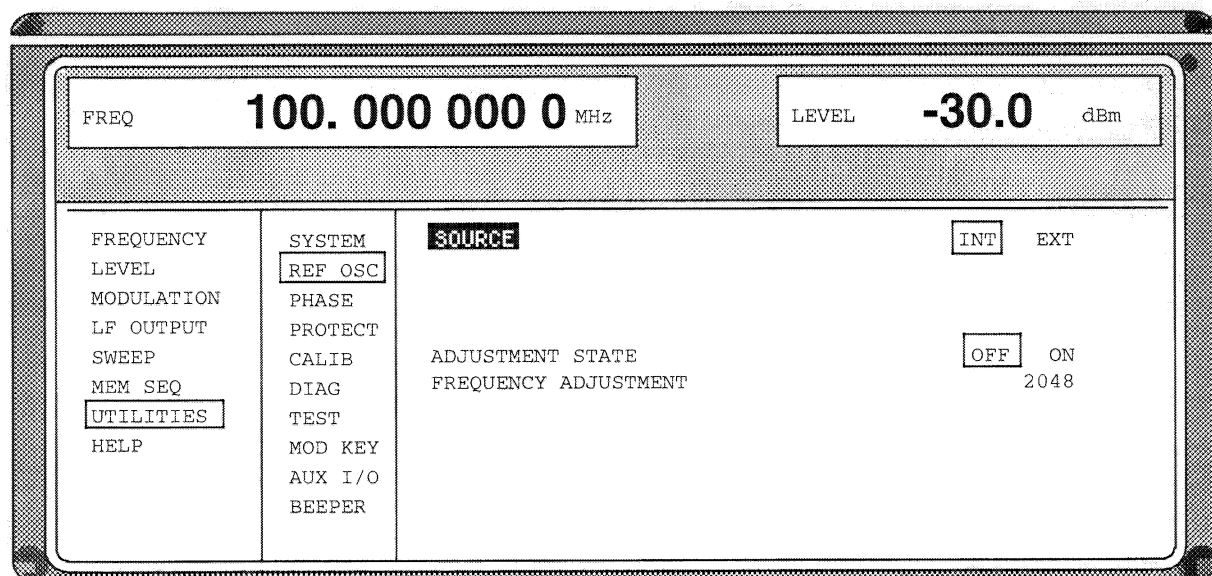 FREQ 100. 000 000 0 MHz LEVEL -30.0 dBm
FREQUENCY SYSTEM SOURCE INT EXT
LEVEL REF OSC
MODULATION PHASE
LF OUTPUT PROTECT
SWEEP CALIB ADJUSTMENT STATE OFF ON
MEM SEQ DIAG FREQUENCY ADJUSTMENT 2048
UTILITIES TEST
HELP MOD KEY
AUX I/O
BEEPER